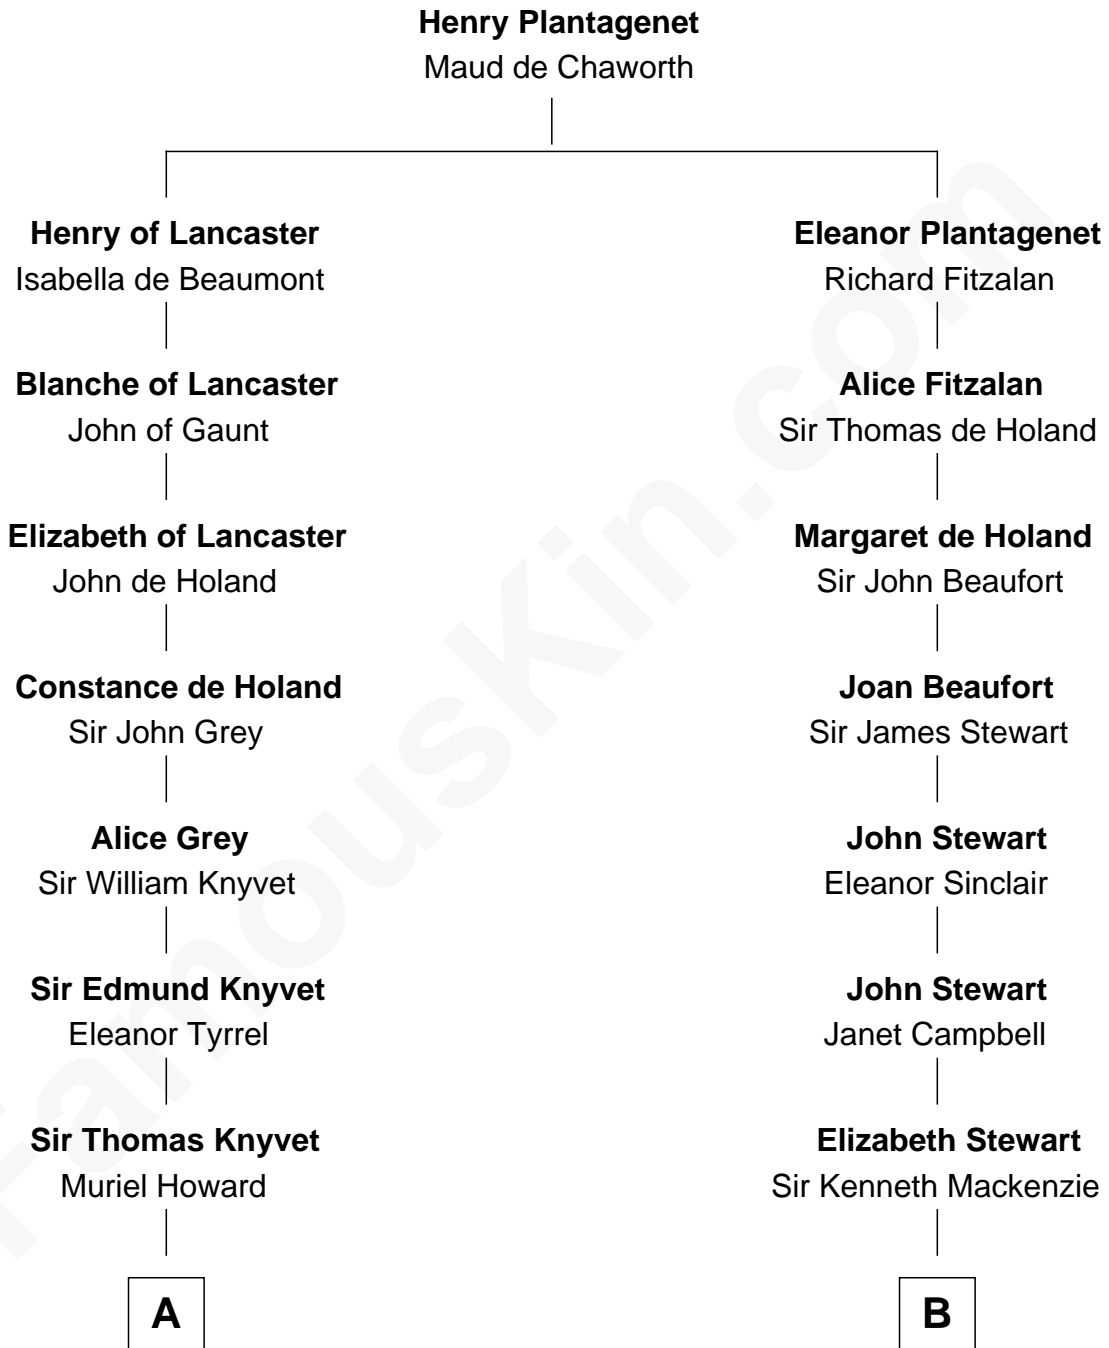 Henry Plantagenet
Maud de Chaworth
Henry of Lancaster
Isabella de Beaumont
Eleanor Plantagenet
Richard Fitzalan
Blanche of Lancaster
John of Gaunt
Alice Fitzalan
Sir Thomas de Holand
Elizabeth of Lancaster
John de Holand
Margaret de Holand
Sir John Beaufort
Constance de Holand
Sir John Grey
Joan Beaufort
Sir James Stewart
Alice Grey
Sir William Knyvet
John Stewart
Eleanor Sinclair
Sir Edmund Knyvet
Eleanor Tyrrel
John Stewart
Janet Campbell
Sir Thomas Knyvet
Muriel Howard
Elizabeth Stewart
Sir Kenneth Mackenzie
A
B
FamousKin.com